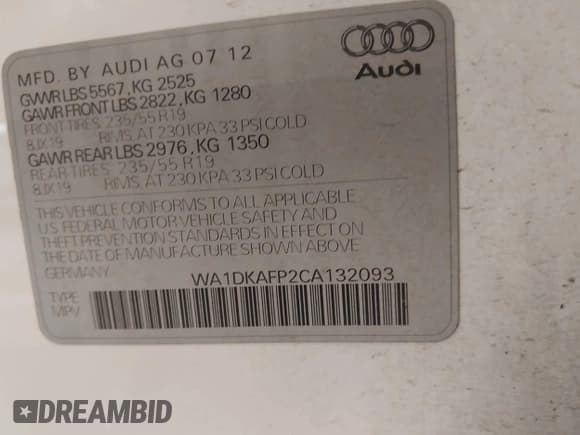 MFD. BY AUDI AG 07 12
GVWR LBS 5567, KG 2525
GAWR FRONT LBS 2822, KG 1280
FRONT TIRES 235/55 R19
8JX19 RIMS, AT 230 KPA 33 PSI COLD
GAWR REAR LBS 2976, KG 1350
REAR TIRES: 235/55 R19
8JX19 RIMS, AT 230 KPA 33 PSI COLD
THIS VEHICLE CONFORMS TO ALL APPLICABLE
US FEDERAL MOTOR VEHICLE SAFETY AND
THEFT PREVENTION STANDARDS IN EFFECT ON
THE DATE OF MANUFACTURE SHOWN ABOVE
Audi
WA1DKAFP2CA132093
TYPE
MPV
DREAMBID